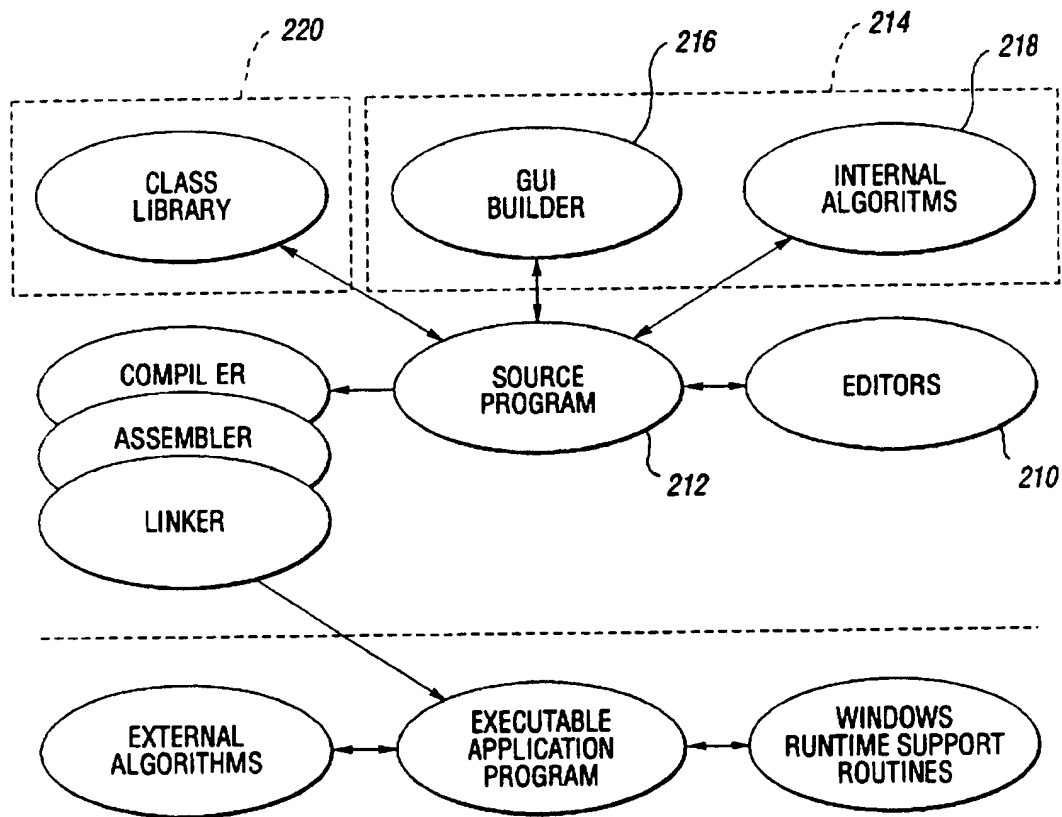 220
216
214
218
CLASS
LIBRARY
GUI
BUILDER
INTERNAL
ALGORITMS
COMPIL ER
ASSEMBLER
LINKER
SOURCE
PROGRAM
EDITORS
212
210
EXTERNAL
ALGORITHMS
EXECUTABLE
APPLICATION
PROGRAM
WINDOWS
RUNTIME SUPPORT
ROUTINES